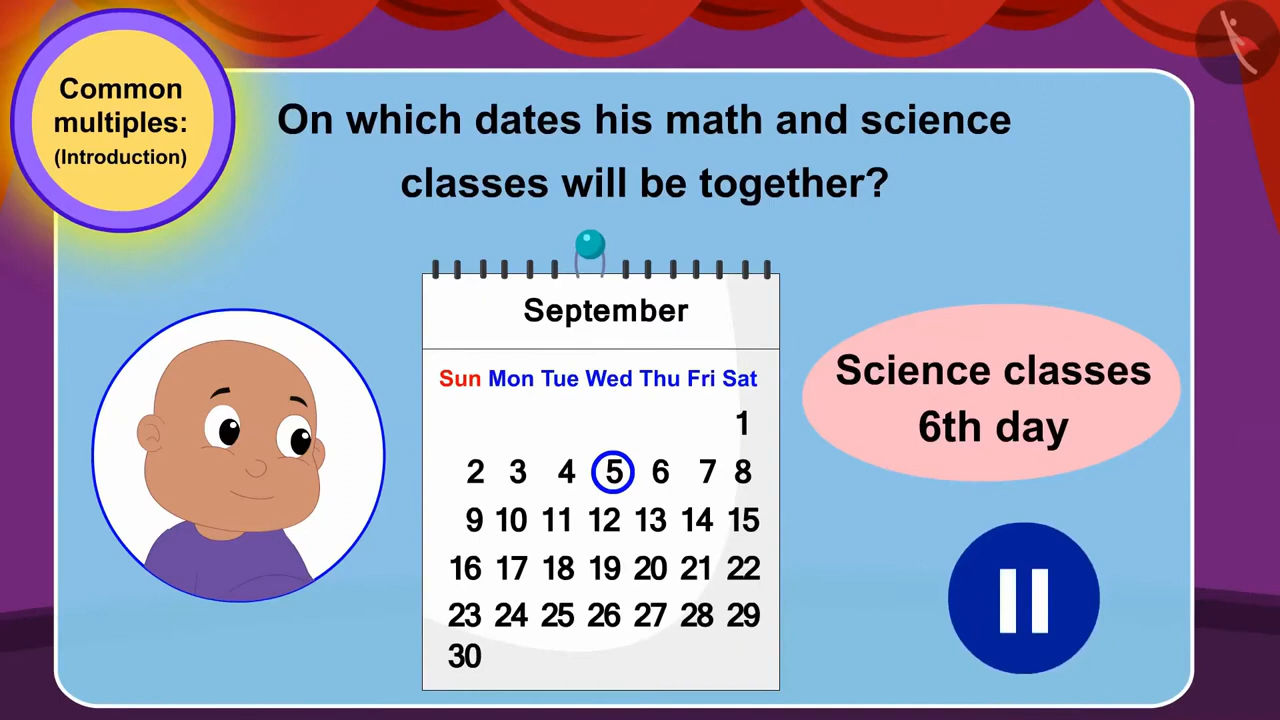 Common
multiples:
(Introduction)
On which dates his math and science
classes will be together?
September
Sun Mon Tue Wed Thu Fri Sat
1
2 3 4 5 6 7 8
9 10 11 12 13 14 15
16 17 18 19 20 21 22
23 24 25 26 27 28 29
30
Science classes
6th day